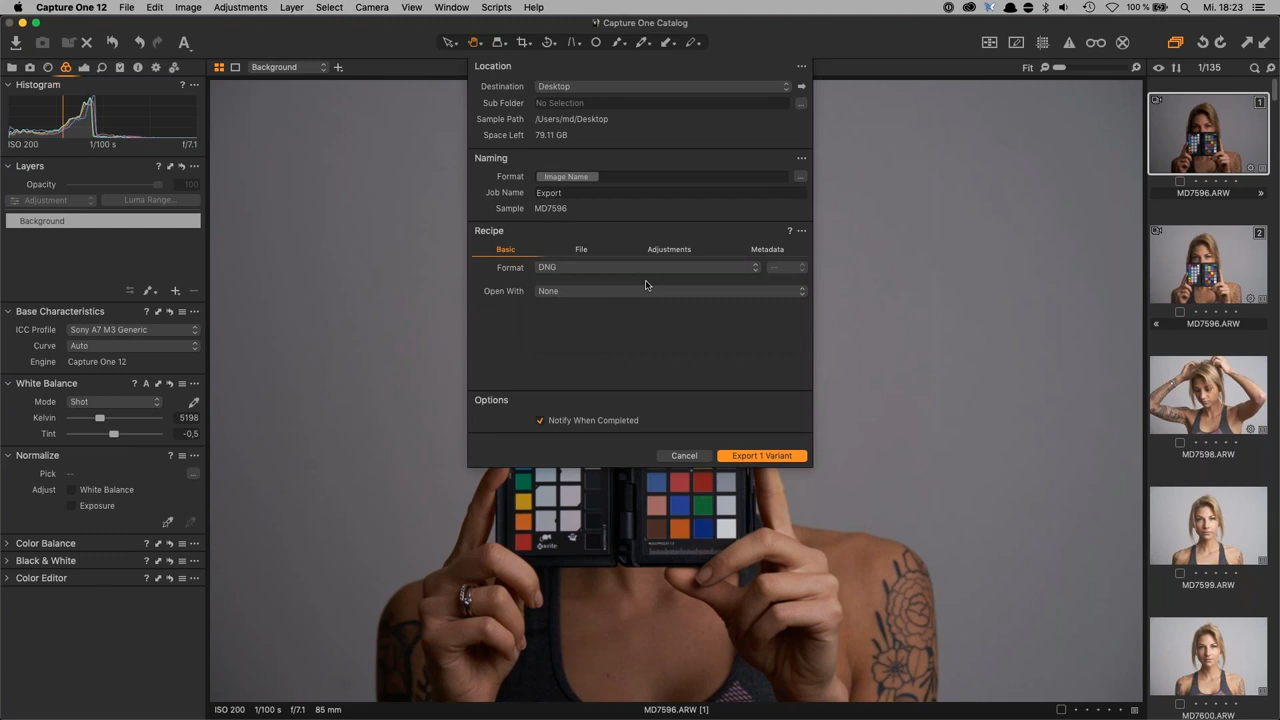 Capture One 12 File Edit Image Adjustments Layer Select Camera View Window Scripts Help 100 % Mi. 18:23
Capture One Catalog
Background Fit 1/135
Histogram
ISO 200 1/100 s f/7.1
Layers
Opacity 100
Adjustment Luma Range...
Background
Base Characteristics
ICC Profile Sony A7 M3 Generic
Curve Auto
Engine Capture One 12
White Balance
Mode Shot
Kelvin 5198
Tint -0,5
Normalize
Pick --
Adjust White Balance
Exposure
Color Balance
Black & White
Color Editor
Location
Destination Desktop
Sub Folder No Selection
Sample Path /Users/md/Desktop
Space Left 79.11 GB
Naming
Format Image Name
Job Name Export
Sample MD7596
Recipe
Basic File Adjustments Metadata
Format DNG --
Open With None
Options
Notify When Completed
Cancel Export 1 Variant
1
MD7596.ARW
2
MD7596.ARW
MD7598.ARW
MD7599.ARW
MD7600.ARW
ISO 200 1/100 s f/7.1 85 mm MD7596.ARW [1]